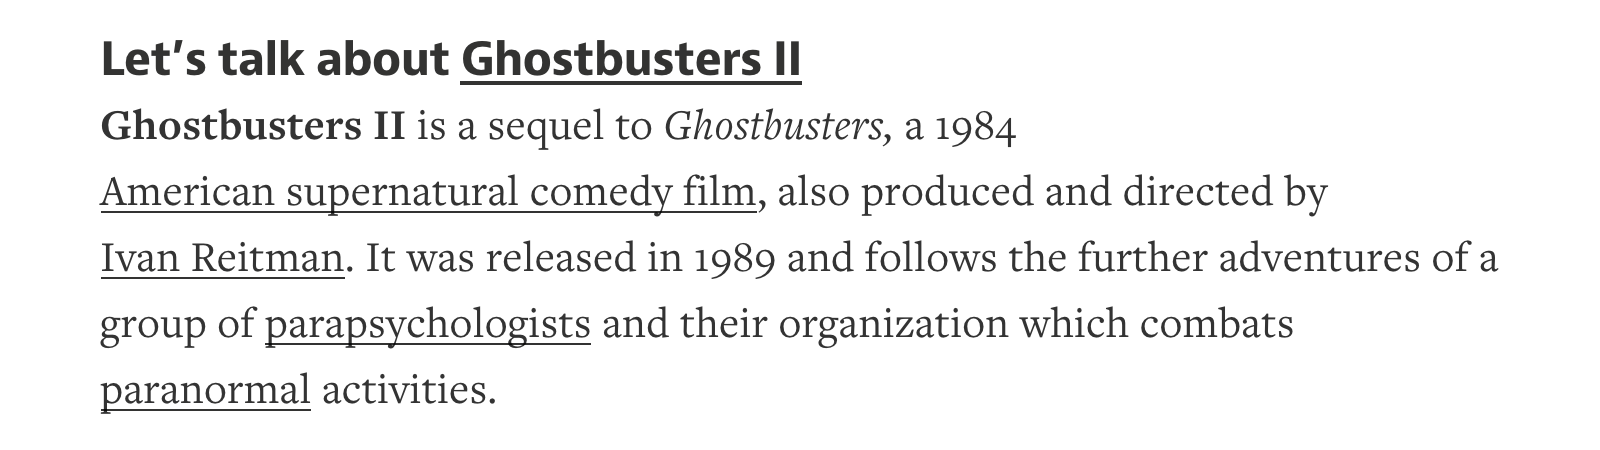 Let’s talk about Ghostbusters II
Ghostbusters II is a sequel to Ghostbusters, a 1984
American supernatural comedy film, also produced and directed by
Ivan Reitman. It was released in 1989 and follows the further adventures of a
group of parapsychologists and their organization which combats
paranormal activities.